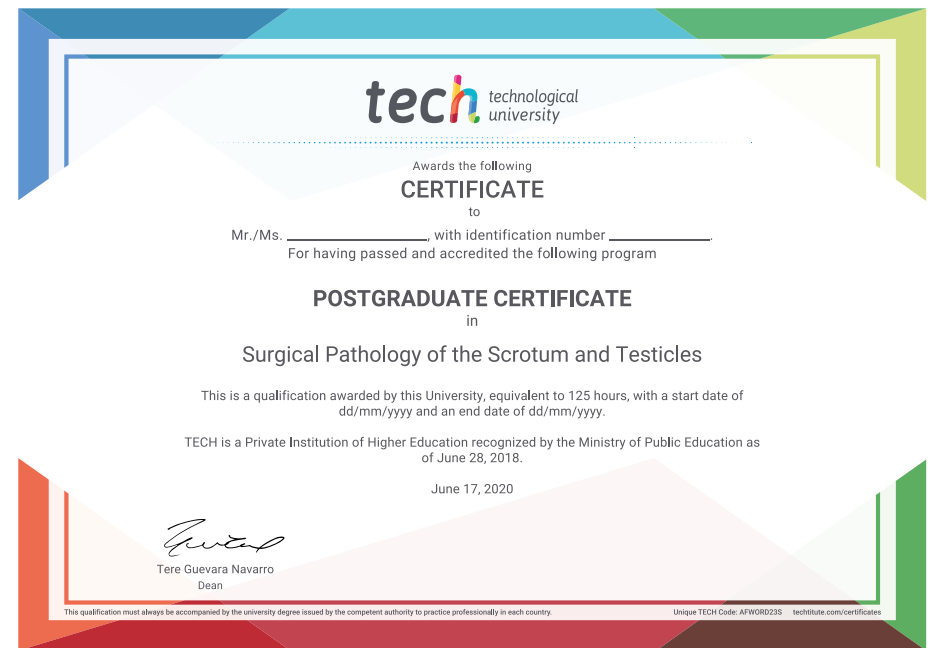 tech technological
university
Awards the following
CERTIFICATE
to
Mr./Ms. ____________________, with identification number ______________.
For having passed and accredited the following program
POSTGRADUATE CERTIFICATE
in
Surgical Pathology of the Scrotum and Testicles
This is a qualification awarded by this University, equivalent to 125 hours, with a start date of
dd/mm/yyyy and an end date of dd/mm/yyyy.
TECH is a Private Institution of Higher Education recognized by the Ministry of Public Education as
of June 28, 2018.
June 17, 2020
Tere Guevara Navarro
Dean
This qualification must always be accompanied by the university degree issued by the competent authority to practice professionally in each country.
Unique TECH Code: AFWORD23S techtitute.com/certificates